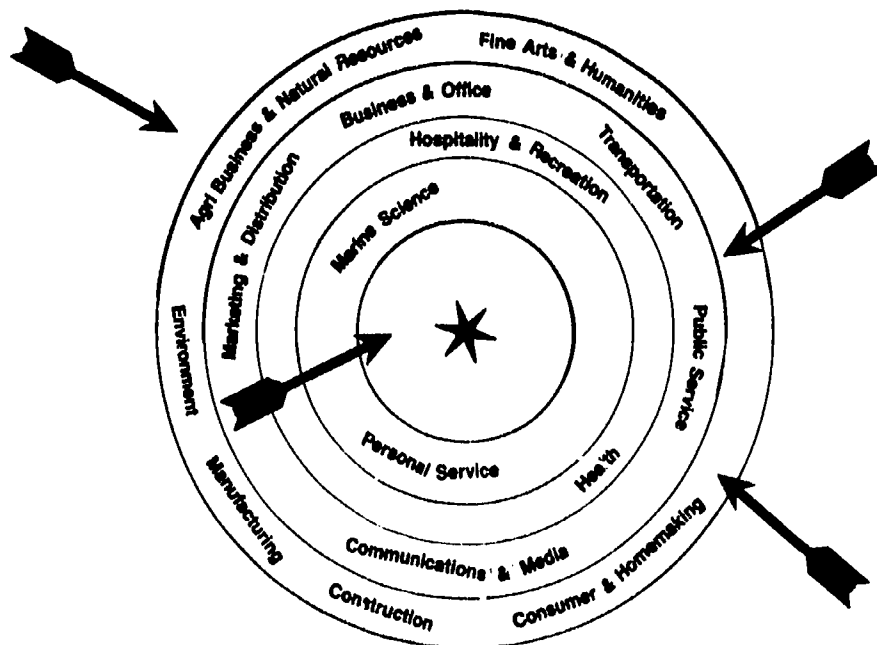 Agri Business & Natural Resources
Fine Arts & Humanities
Business & Office
Transportation
Hospitality & Recreation
Marketing & Distribution
Marine Science
Environment
Public Service
Personal Service
Health
Manufacturing
Communications & Media
Consumer & Homemaking
Construction